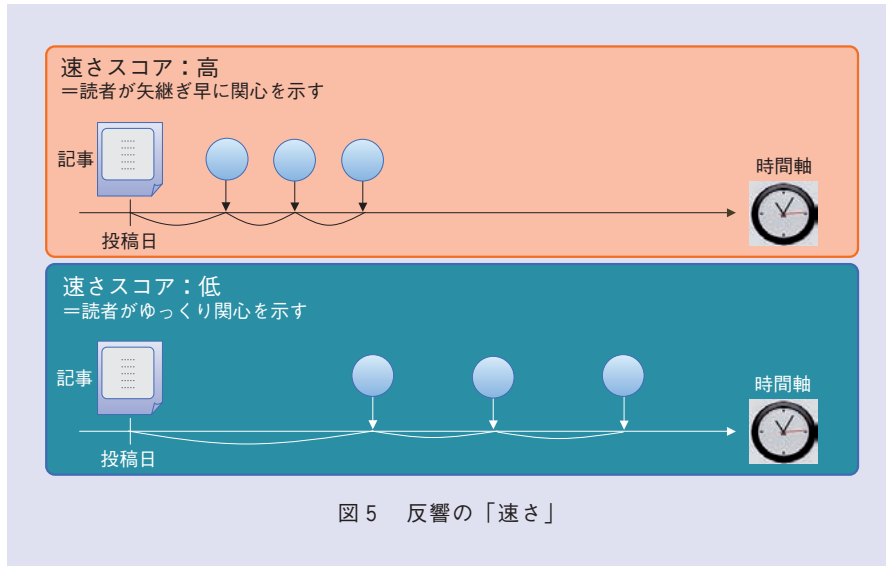 速さスコア：高
＝読者が矢継ぎ早に関心を示す
記事
時間軸
投稿日
速さスコア：低
＝読者がゆっくり関心を示す
記事
時間軸
投稿日
図5　反響の「速さ」